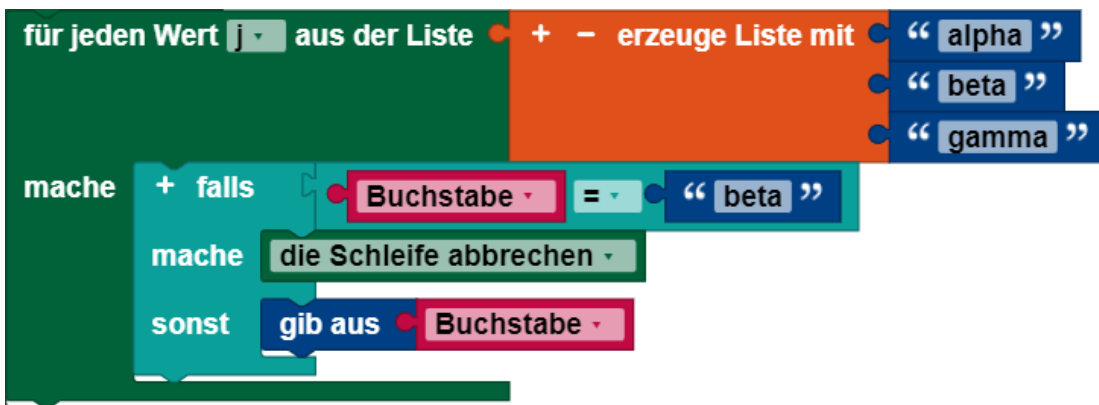 für jeden Wert j aus der Liste + − erzeuge Liste mit “ alpha ”
“ beta ”
“ gamma ”
mache + falls Buchstabe = “ beta ”
mache die Schleife abbrechen
sonst gib aus Buchstabe